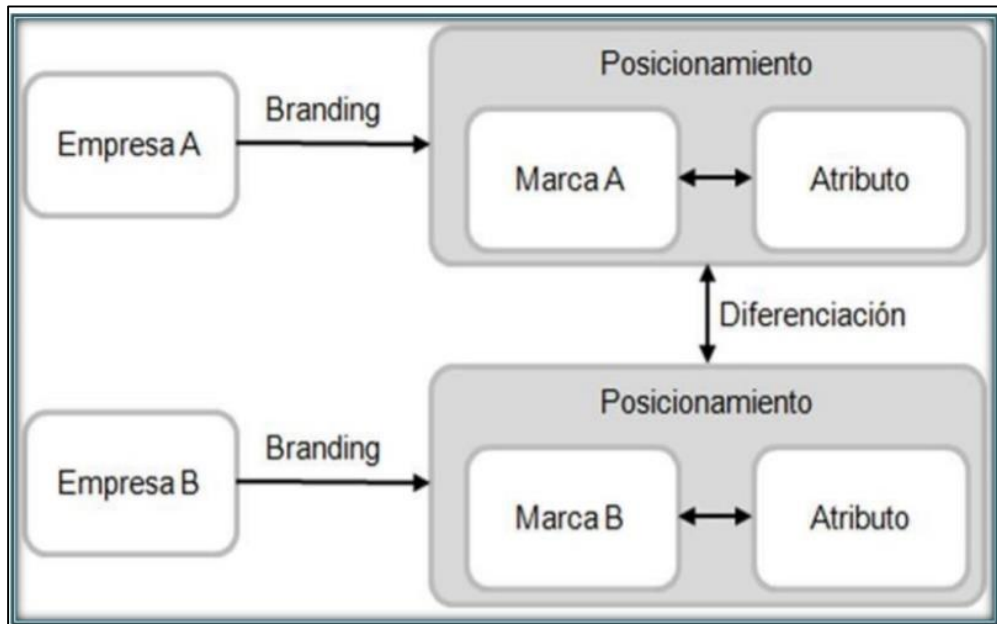 Posicionamiento
Empresa A
Branding
Marca A
Atributo
Diferenciación
Posicionamiento
Empresa B
Branding
Marca B
Atributo